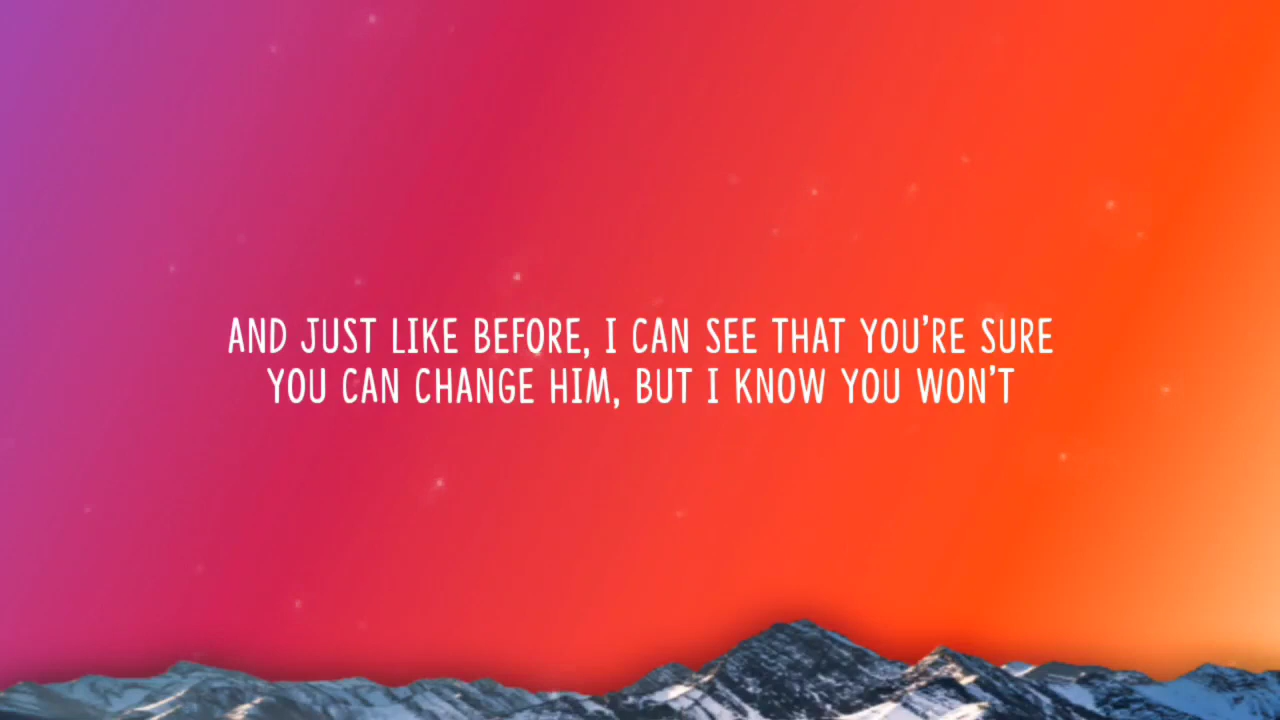 AND JUST LIKE BEFORE, I CAN SEE THAT YOU'RE SURE
YOU CAN CHANGE HIM, BUT I KNOW YOU WON'T